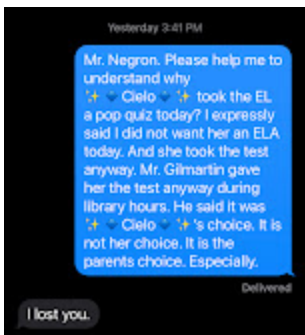 Yesterday 3:41 PM
Mr. Negron. Please help me to
understand why
✨💙Cielo💙✨ took the EL
a pop quiz today? I expressly
said I did not want her an ELA
today. And she took the test
anyway. Mr. Gilmartin gave
her the test anyway during
library hours. He said it was
✨💙Cielo💙✨'s choice. It is
not her choice. It is the
parents choice. Especially.
Delivered
I lost you.